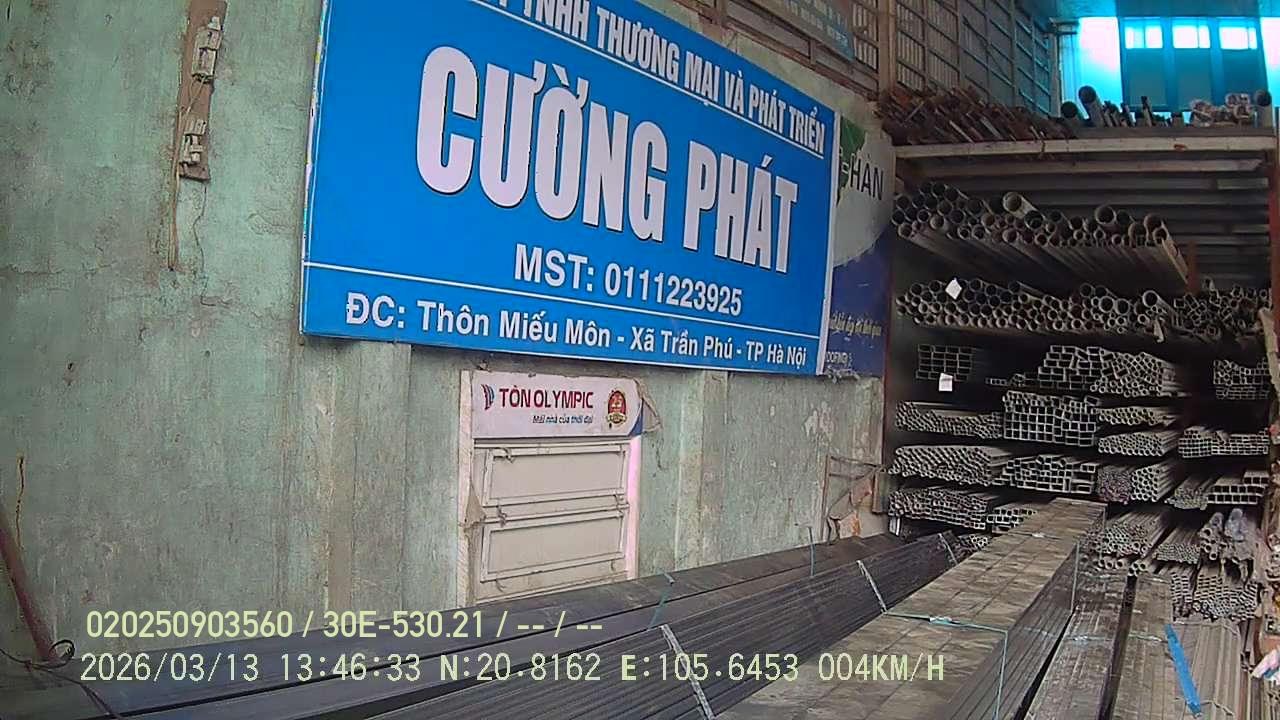 TNHH THƯƠNG MẠI VÀ PHÁT TRIỂN
CƯỜNG PHÁT
MST: 0111223925
ĐC: Thôn Miếu Môn - Xã Trần Phú - TP Hà Nội
HÀN
TÔN OLYMPIC
Mái nhà của thời đại
020250903560 / 30E-530.21 / -- / --
2026/03/13 13:46:33 N:20.8162 E:105.6453 004KM/H